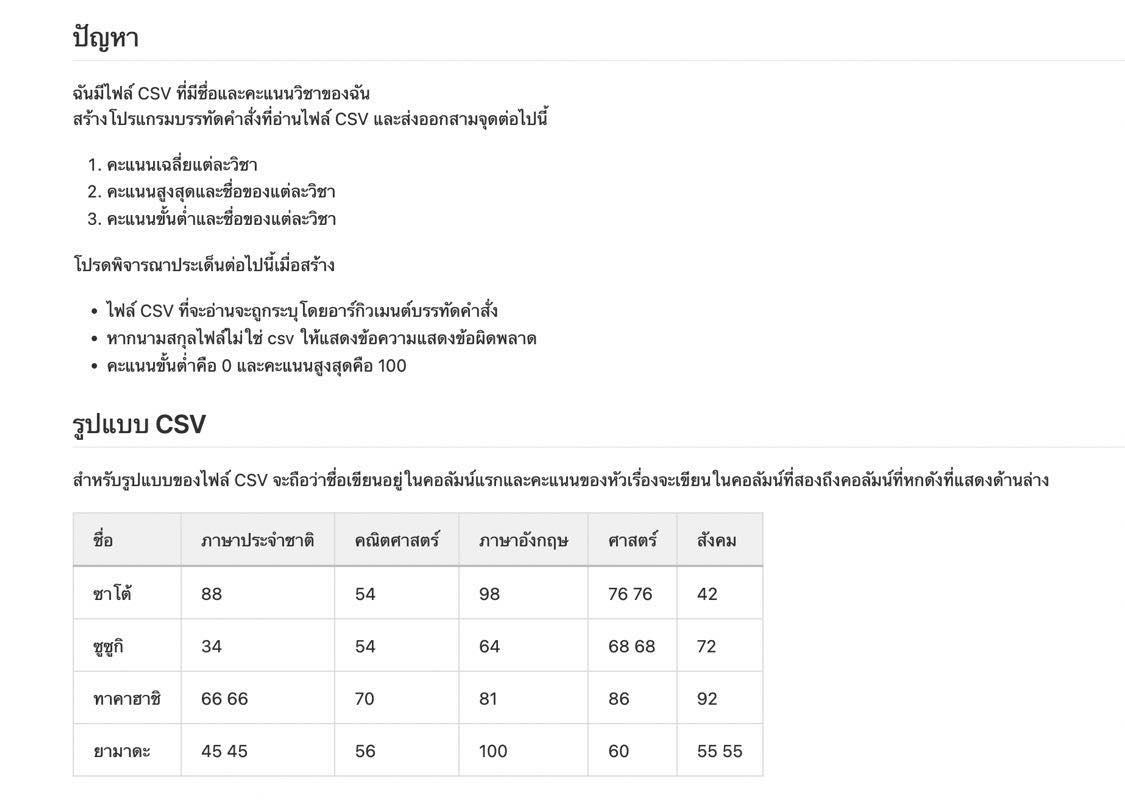 ปัญหา
ฉันมีไฟล์ CSV ที่มีชื่อและคะแนนวิชาของฉัน
สร้างโปรแกรมบรรทัดคำสั่งที่อ่านไฟล์ CSV และส่งออกสามจุดต่อไปนี้
1. คะแนนเฉลี่ยแต่ละวิชา
2. คะแนนสูงสุดและชื่อของแต่ละวิชา
3. คะแนนขั้นต่ำและชื่อของแต่ละวิชา
โปรดพิจารณาประเด็นต่อไปนี้เมื่อสร้าง
• ไฟล์ CSV ที่จะอ่านจะถูกระบุโดยอาร์กิวเมนต์บรรทัดคำสั่ง
• หากนามสกุลไฟล์ไม่ใช่ csv ให้แสดงข้อความแสดงข้อผิดพลาด
• คะแนนขั้นต่ำคือ 0 และคะแนนสูงสุดคือ 100
รูปแบบ CSV
สำหรับรูปแบบของไฟล์ CSV จะถือว่าชื่อเขียนอยู่ในคอลัมน์แรกและคะแนนของหัวเรื่องจะเขียนในคอลัมน์ที่สองถึงคอลัมน์ที่หกดังที่แสดงด้านล่าง
ชื่อ ภาษาประจำชาติ คณิตศาสตร์ ภาษาอังกฤษ ศาสตร์ สังคม
ซาโต้ 88 54 98 76 76 42
ซูซูกิ 34 54 64 68 68 72
ทาคาฮาชิ 66 66 70 81 86 92
ยามาดะ 45 45 56 100 60 55 55